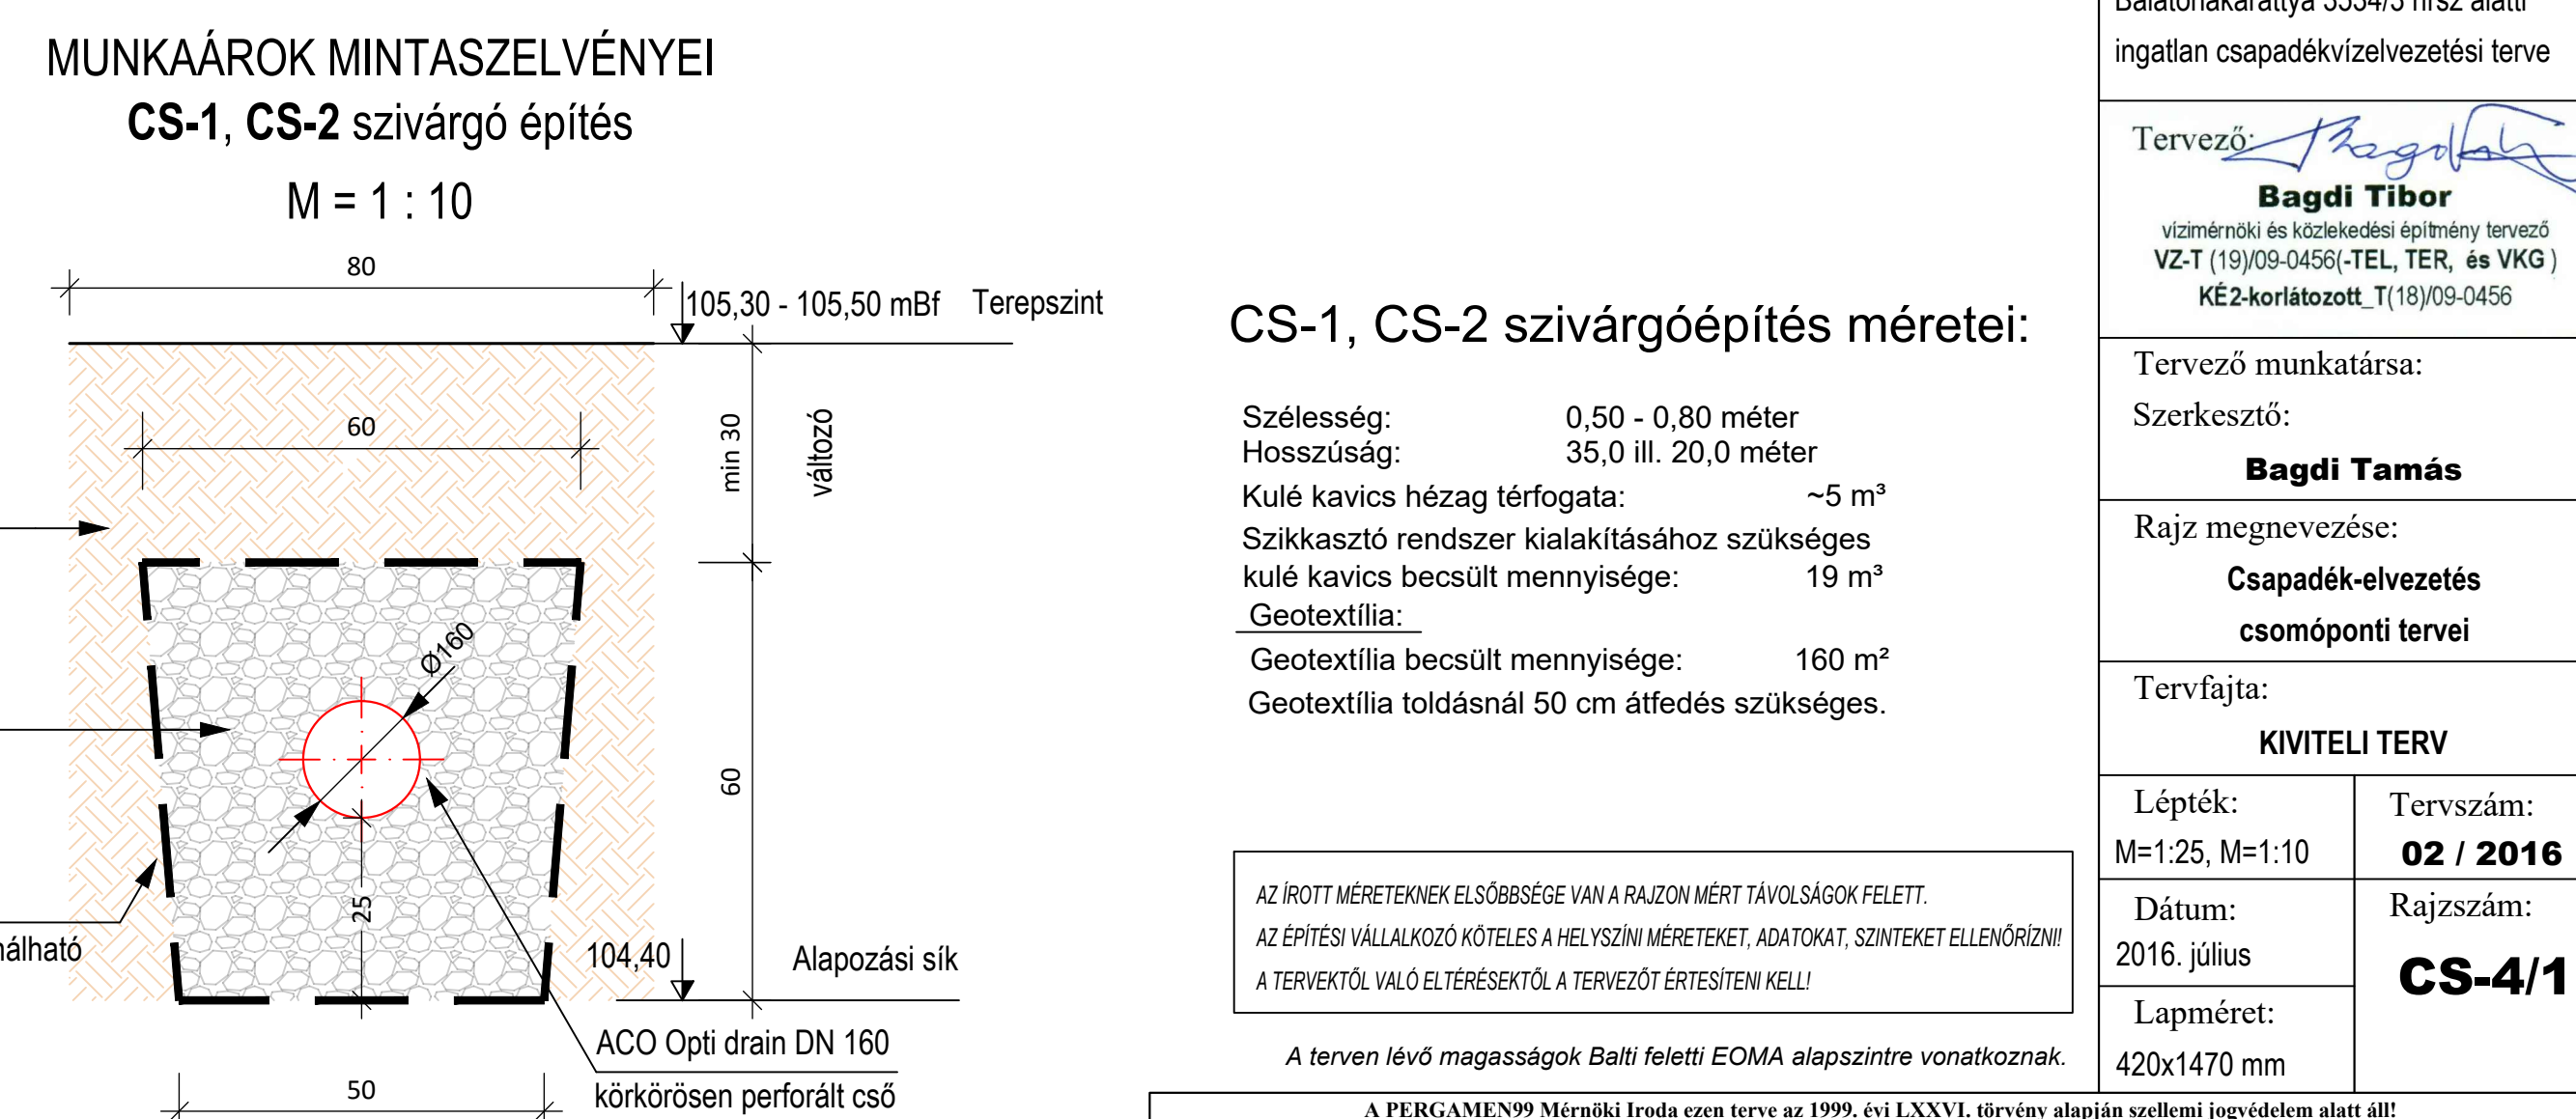 MUNKAÁROK MINTASZELVÉNYEI
CS-1, CS-2 szivárgó építés
M = 1 : 10
80
105,30 - 105,50 mBf Terepszint
60
min 30
változó
Ø160
60
25
104,40
Alapozási sík
ACO Opti drain DN 160
körkörösen perforált cső
50
CS-1, CS-2 szivárgóépítés méretei:
Szélesség: 0,50 - 0,80 méter
Hosszúság: 35,0 ill. 20,0 méter
Kulé kavics hézag térfogata: ~5 m³
Szikkasztó rendszer kialakításához szükséges
kulé kavics becsült mennyisége: 19 m³
Geotextília:
Geotextília becsült mennyisége: 160 m²
Geotextília toldásnál 50 cm átfedés szükséges.
AZ ÍROTT MÉRETEKNEK ELSŐBBSÉGE VAN A RAJZON MÉRT TÁVOLSÁGOK FELETT.
AZ ÉPÍTÉSI VÁLLALKOZÓ KÖTELES A HELYSZÍNI MÉRETEKET, ADATOKAT, SZINTEKET ELLENŐRÍZNI!
A TERVEKTŐL VALÓ ELTÉRÉSEKTŐL A TERVEZŐT ÉRTESÍTENI KELL!
A terven lévő magasságok Balti feletti EOMA alapszintre vonatkoznak.
A PERGAMEN99 Mérnöki Iroda ezen terve az 1999. évi LXXVI. törvény alapján szellemi jogvédelem alatt áll!
ingatlan csapadékvízelvezetési terve
Tervező:
Bagdi Tibor
vízimérnöki és közlekedési építmény tervező
VZ-T (19)/09-0456(-TEL, TER, és VKG )
KÉ2-korlátozott_T(18)/09-0456
Tervező munkatársa:
Szerkesztő:
Bagdi Tamás
Rajz megnevezése:
Csapadék-elvezetés
csomóponti tervei
Tervfajta:
KIVITELI TERV
Lépték:
M=1:25, M=1:10
Tervszám:
02 / 2016
Dátum:
2016. július
Rajzszám:
CS-4/1
Lapméret:
420x1470 mm